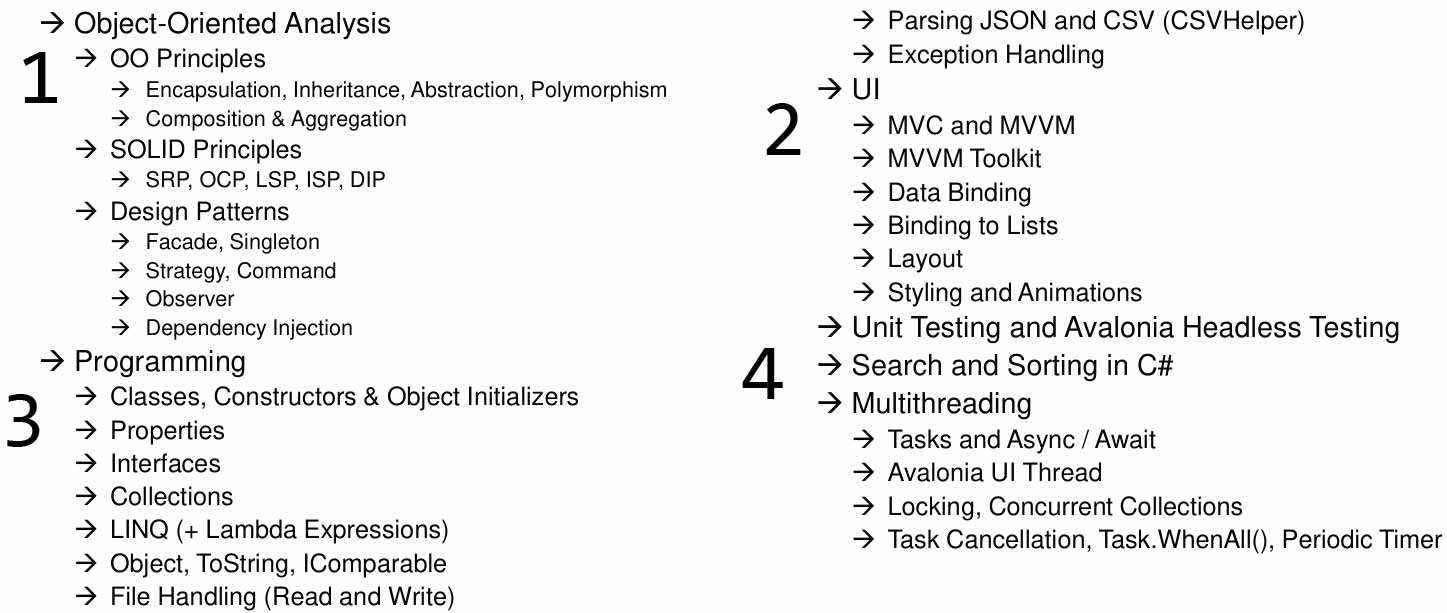 → Object-Oriented Analysis
1
→ OO Principles
→ Encapsulation, Inheritance, Abstraction, Polymorphism
→ Composition & Aggregation
→ SOLID Principles
→ SRP, OCP, LSP, ISP, DIP
→ Design Patterns
→ Facade, Singleton
→ Strategy, Command
→ Observer
→ Dependency Injection
→ Programming
3
→ Classes, Constructors & Object Initializers
→ Properties
→ Interfaces
→ Collections
→ LINQ (+ Lambda Expressions)
→ Object, ToString, IComparable
→ File Handling (Read and Write)
→ Parsing JSON and CSV (CSVHelper)
→ Exception Handling
→ UI
2
→ MVC and MVVM
→ MVVM Toolkit
→ Data Binding
→ Binding to Lists
→ Layout
→ Styling and Animations
→ Unit Testing and Avalonia Headless Testing
4
→ Search and Sorting in C#
→ Multithreading
→ Tasks and Async / Await
→ Avalonia UI Thread
→ Locking, Concurrent Collections
→ Task Cancellation, Task.WhenAll(), Periodic Timer